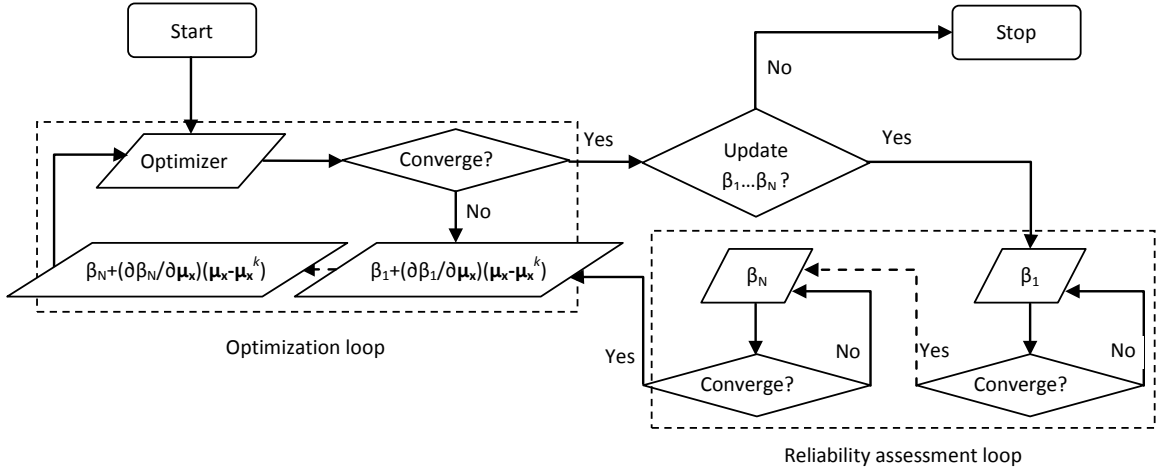 Start
Stop
No
Optimizer
Converge?
Yes
Update
β₁...β_N ?
Yes
No
β_N+(∂β_N/∂μₓ)(μₓ-μₓᵏ)
β₁+(∂β₁/∂μₓ)(μₓ-μₓᵏ)
β_N
β₁
Optimization loop
Yes
No
Yes
No
Converge?
Converge?
Reliability assessment loop